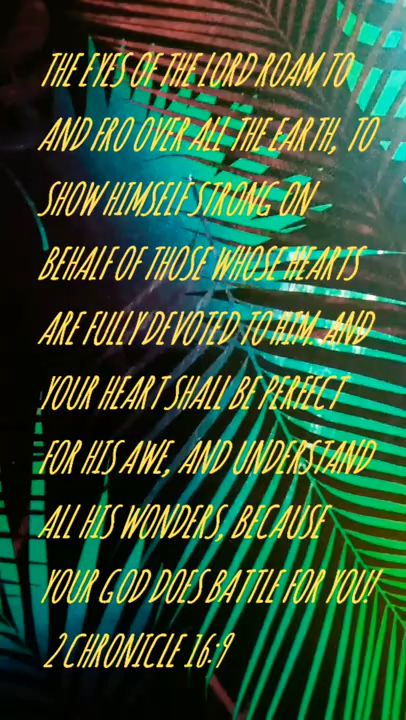 THE EYES OF THE LORD ROAM TO
AND FRO OVER ALL THE EARTH, TO
SHOW HIMSELF STRONG ON
BEHALF OF THOSE WHOSE HEARTS
ARE FULLY DEVOTED TO HIM. AND
YOUR HEART SHALL BE PERFECT
FOR HIS AWE, AND UNDERSTAND
ALL HIS WONDERS, BECAUSE
YOUR GOD DOES BATTLE FOR YOU!
2 CHRONICLE 16:9